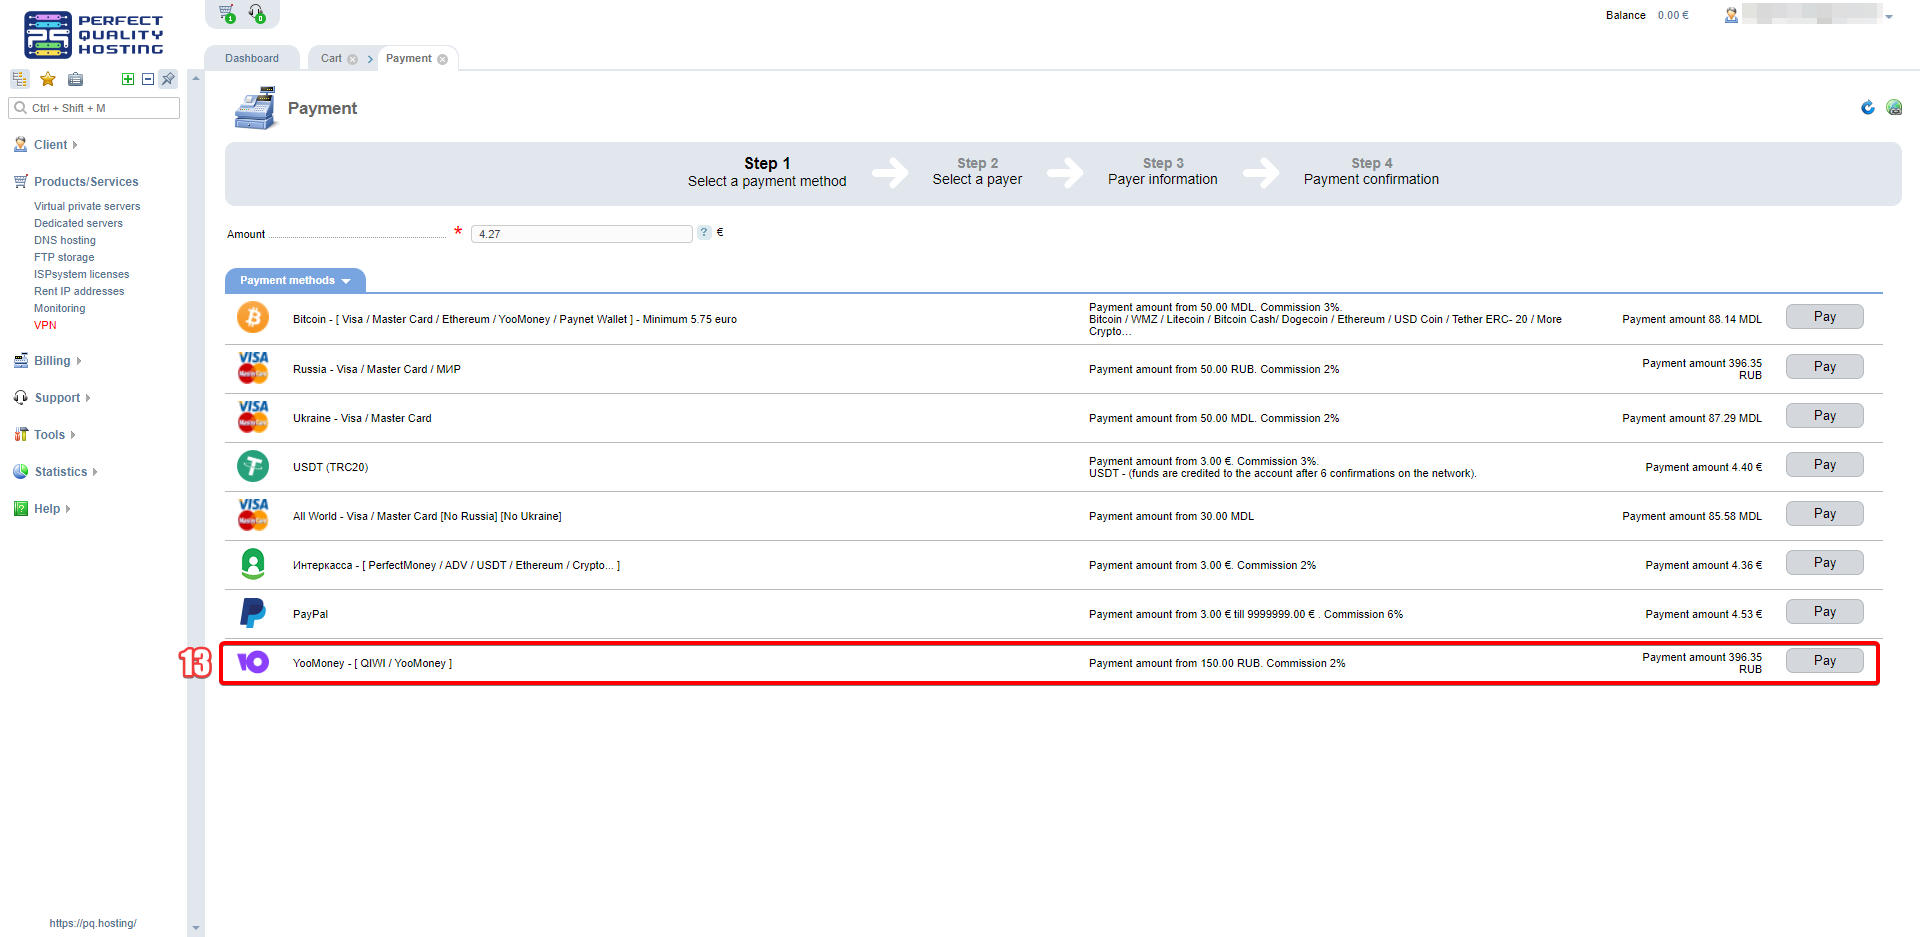 PERFECT
QUALITY
HOSTING
1
0
Balance 0.00 €
Dashboard
Cart
Payment
Ctrl + Shift + M
Payment
Client
Products/Services
Virtual private servers
Dedicated servers
DNS hosting
FTP storage
ISPsystem licenses
Rent IP addresses
Monitoring
VPN
Billing
Support
Tools
Statistics
Help
https://pq.hosting/
Step 1
Select a payment method
Step 2
Select a payer
Step 3
Payer information
Step 4
Payment confirmation
Amount * 4.27 ? €
Payment methods
Bitcoin - [ Visa / Master Card / Ethereum / YooMoney / Paynet Wallet ] - Minimum 5.75 euro
Payment amount from 50.00 MDL. Commission 3%.
Bitcoin / WMZ / Litecoin / Bitcoin Cash/ Dogecoin / Ethereum / USD Coin / Tether ERC- 20 / More
Crypto...
Payment amount 88.14 MDL
Pay
VISA
MasterCard
Russia - Visa / Master Card / МИР
Payment amount from 50.00 RUB. Commission 2%
Payment amount 396.35
RUB
Pay
VISA
MasterCard
Ukraine - Visa / Master Card
Payment amount from 50.00 MDL. Commission 2%
Payment amount 87.29 MDL
Pay
USDT (TRC20)
Payment amount from 3.00 €. Commission 3%.
USDT - (funds are credited to the account after 6 confirmations on the network).
Payment amount 4.40 €
Pay
VISA
MasterCard
All World - Visa / Master Card [No Russia] [No Ukraine]
Payment amount from 30.00 MDL
Payment amount 85.58 MDL
Pay
Интеркасса - [ PerfectMoney / ADV / USDT / Ethereum / Crypto... ]
Payment amount from 3.00 €. Commission 2%
Payment amount 4.36 €
Pay
PayPal
Payment amount from 3.00 € till 9999999.00 € . Commission 6%
Payment amount 4.53 €
Pay
13
YooMoney - [ QIWI / YooMoney ]
Payment amount from 150.00 RUB. Commission 2%
Payment amount 396.35
RUB
Pay